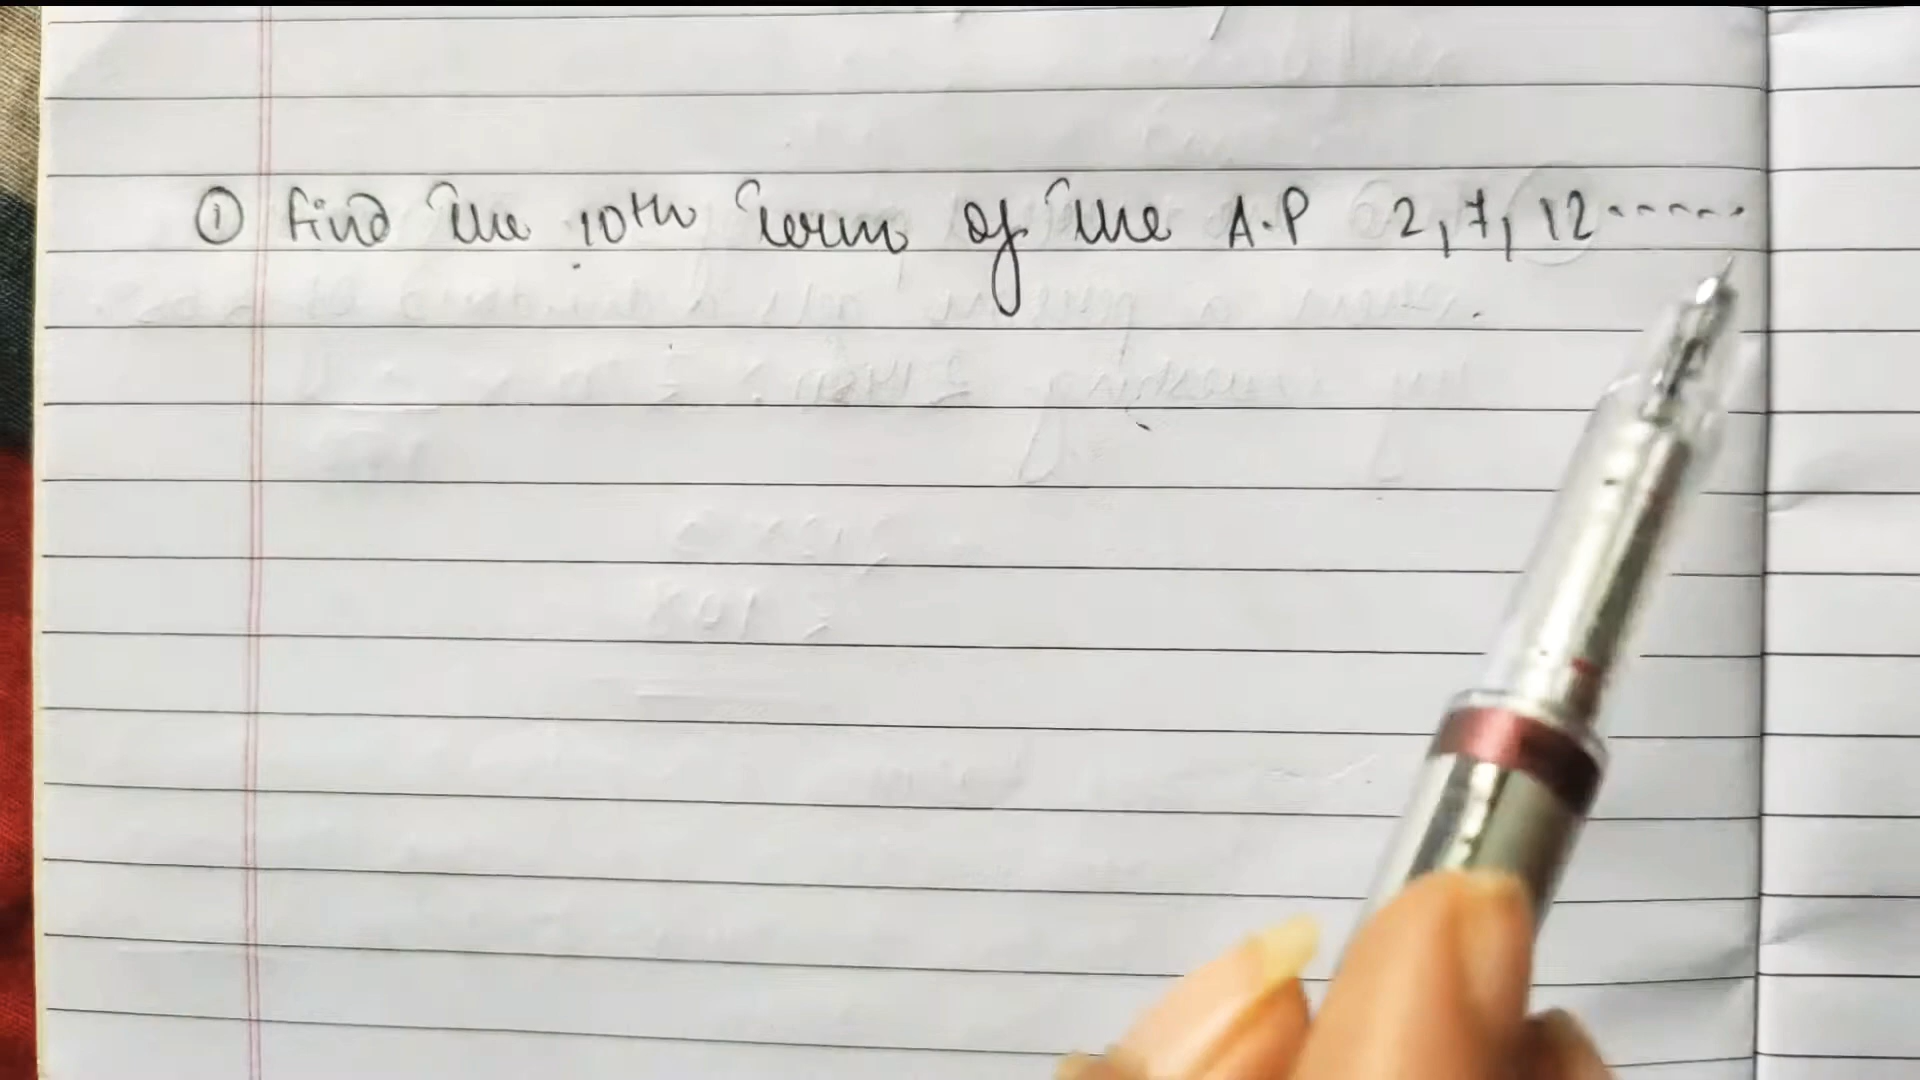 ① Find the 10th term of the A.P 2, 7, 12.....